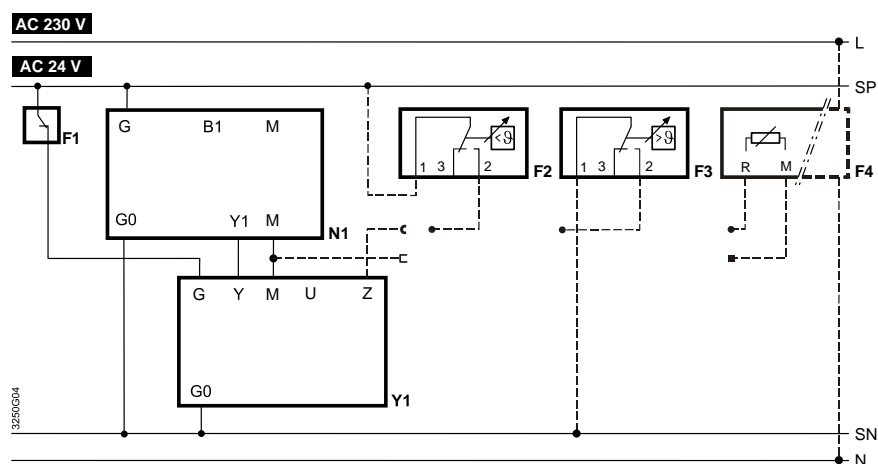 AC 230 V
L
AC 24 V
SP
F1
G B1 M
G0 Y1 M
N1
1 3 2
<ϑ
F2
1 3 2
>ϑ
F3
R M
F4
G Y M U Z
G0
Y1
3250G04
SN
N